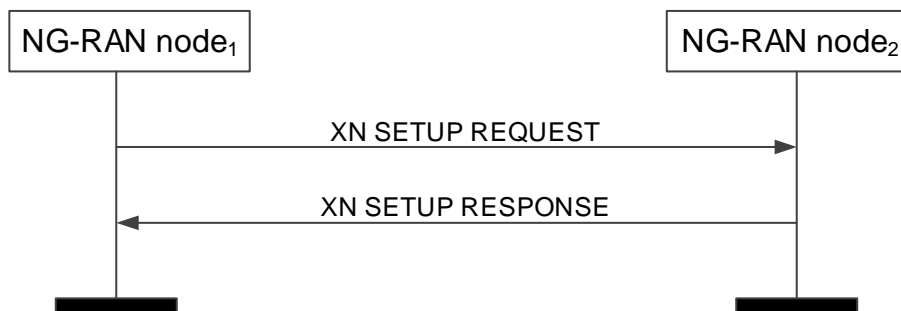 NG-RAN node₁
NG-RAN node₂
XN SETUP REQUEST
XN SETUP RESPONSE